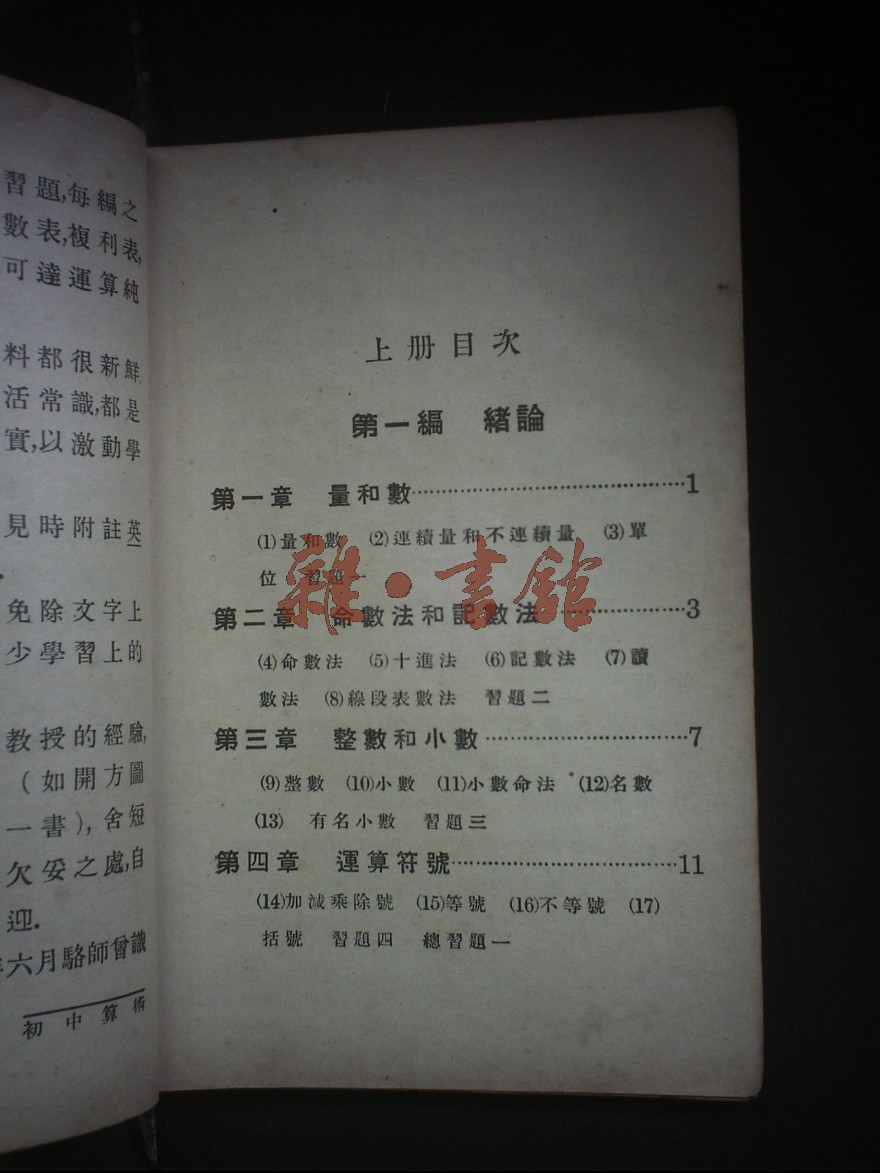 習題,每編之
數表,複利表,
可達運算純
料都很新鮮,
活常識,都是
實,以激動學
見時附註英
免除文字上
少學習上的
教授的經驗,
(如開方圖
一書),舍短
欠妥之處,自
迎.
六月駱師曾識
初中算術
上册目次
第一編 緒論
第一章 量和數……………………………1
(1)量和數 (2)連續量和不連續量 (3)單
位 習題一
第二章 命數法和記數法……………3
(4)命數法 (5)十進法 (6)記數法 (7)讀
數法 (8)線段表數法 習題二
第三章 整數和小數……………………7
(9)整數 (10)小數 (11)小數命法 (12)名數
(13) 有名小數 習題三
第四章 運算符號………………………11
(14)加減乘除號 (15)等號 (16)不等號 (17)
括號 習題四 總習題一
雜·書館